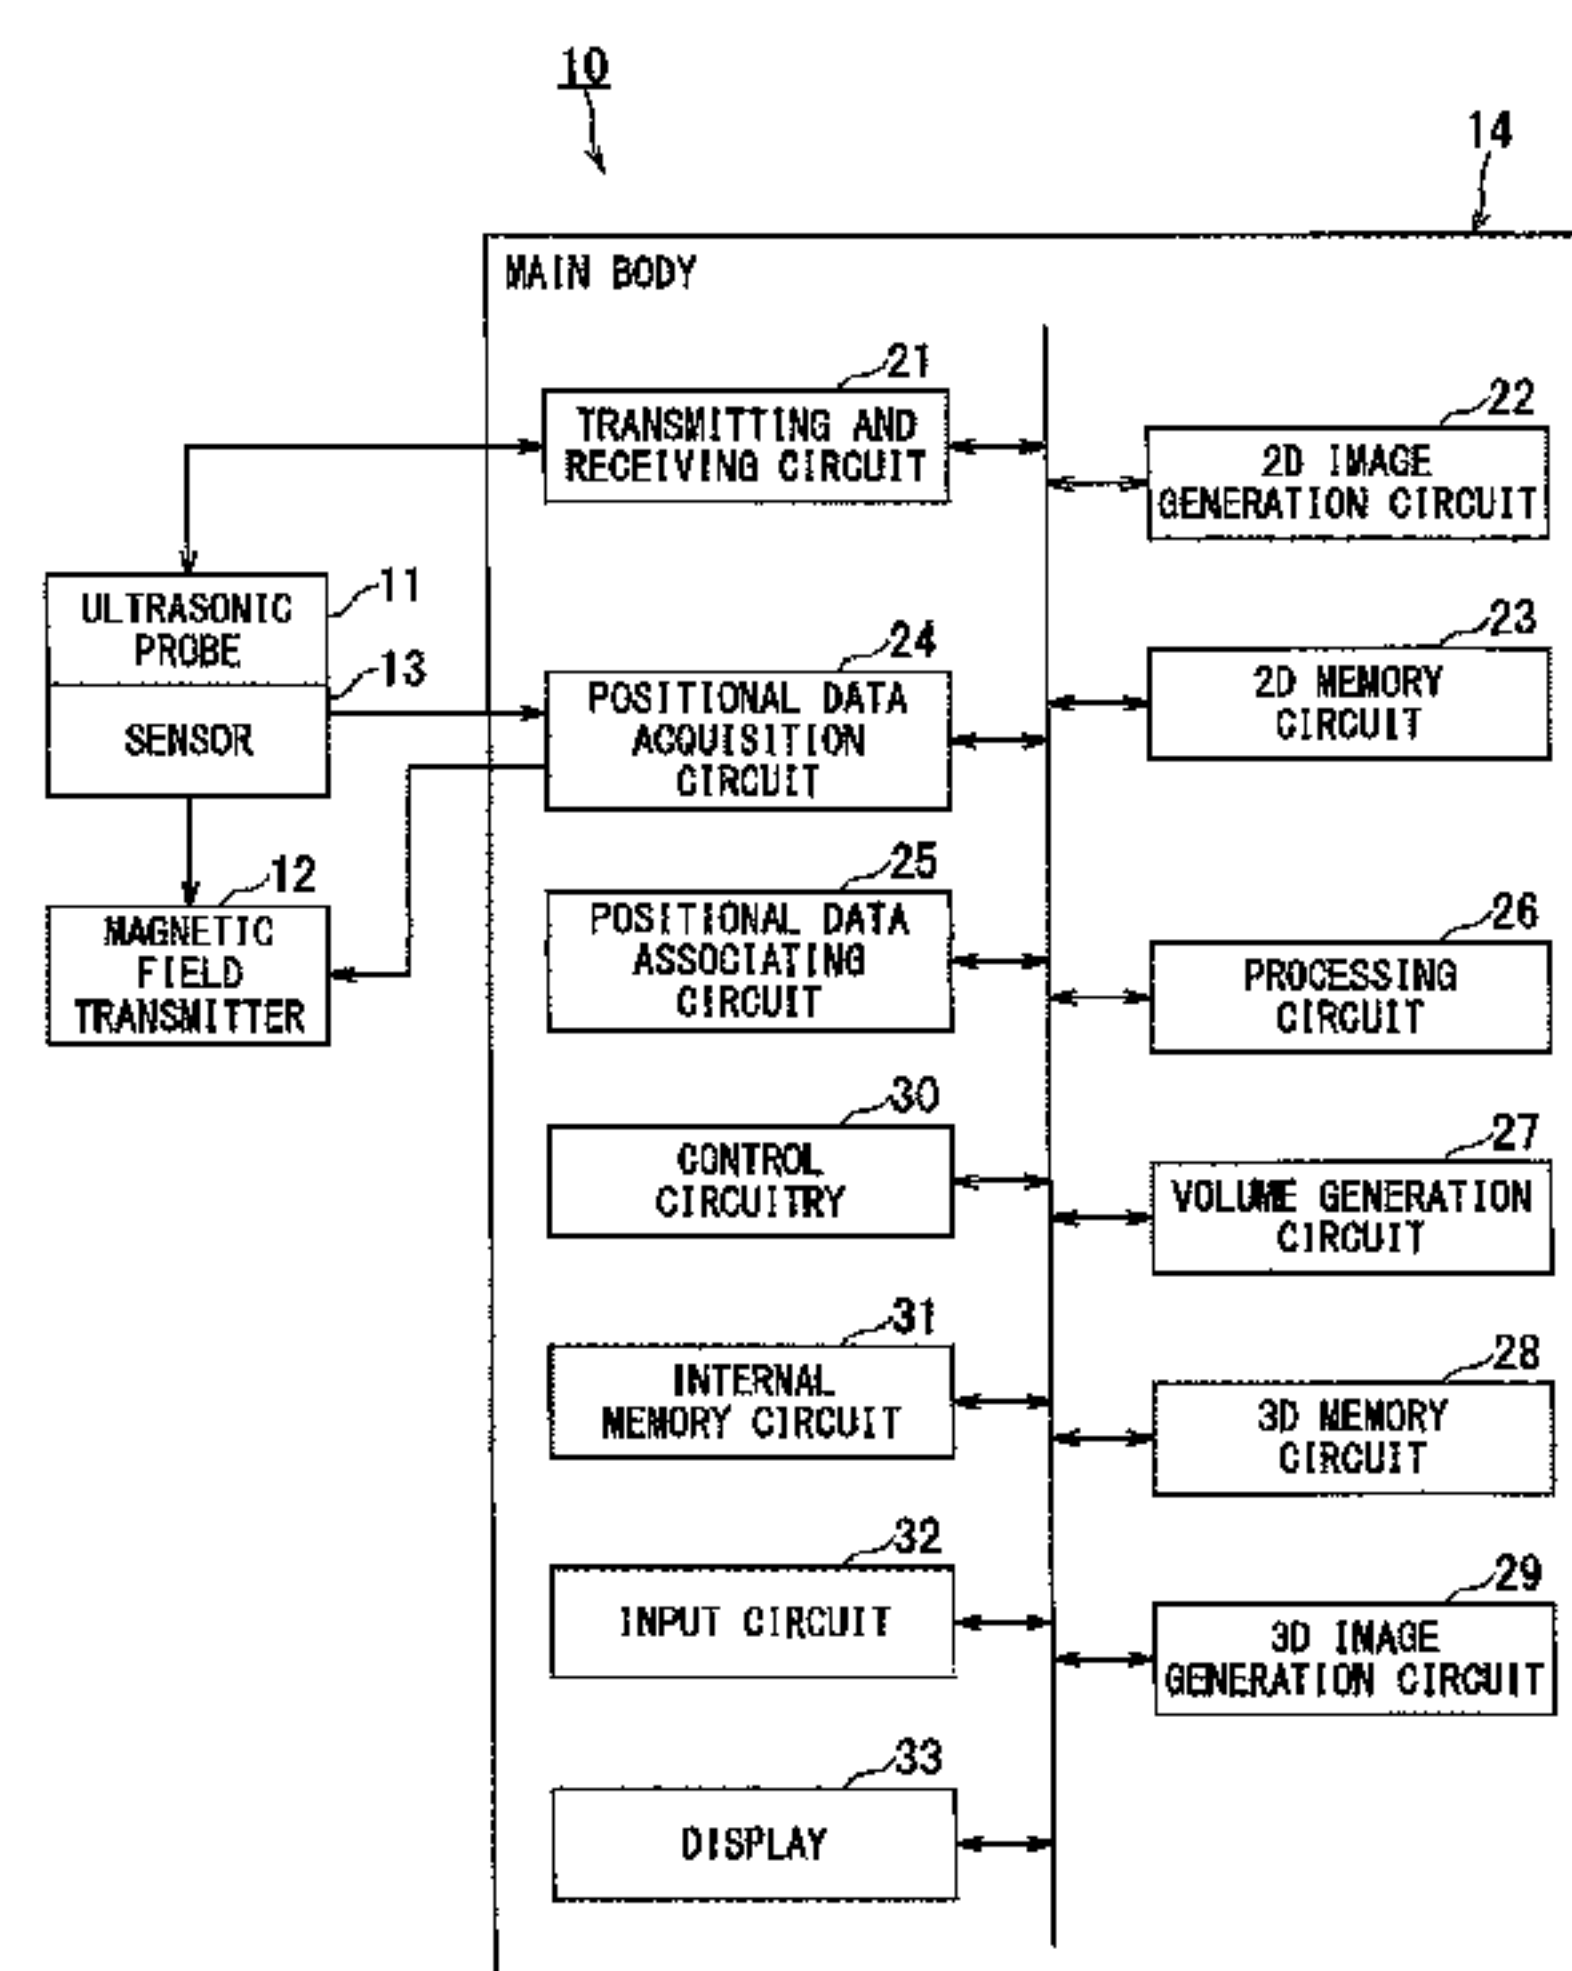 10
14
MAIN BODY
21
TRANSMITTING AND
RECEIVING CIRCUIT
22
2D IMAGE
GENERATION CIRCUIT
11
ULTRASONIC
PROBE
13
SENSOR
23
2D MEMORY
CIRCUIT
24
POSITIONAL DATA
ACQUISITION
CIRCUIT
12
MAGNETIC
FIELD
TRANSMITTER
25
POSITIONAL DATA
ASSOCIATING
CIRCUIT
26
PROCESSING
CIRCUIT
30
CONTROL
CIRCUITRY
27
VOLUME GENERATION
CIRCUIT
31
INTERNAL
MEMORY CIRCUIT
28
3D MEMORY
CIRCUIT
32
INPUT CIRCUIT
29
3D IMAGE
GENERATION CIRCUIT
33
DISPLAY